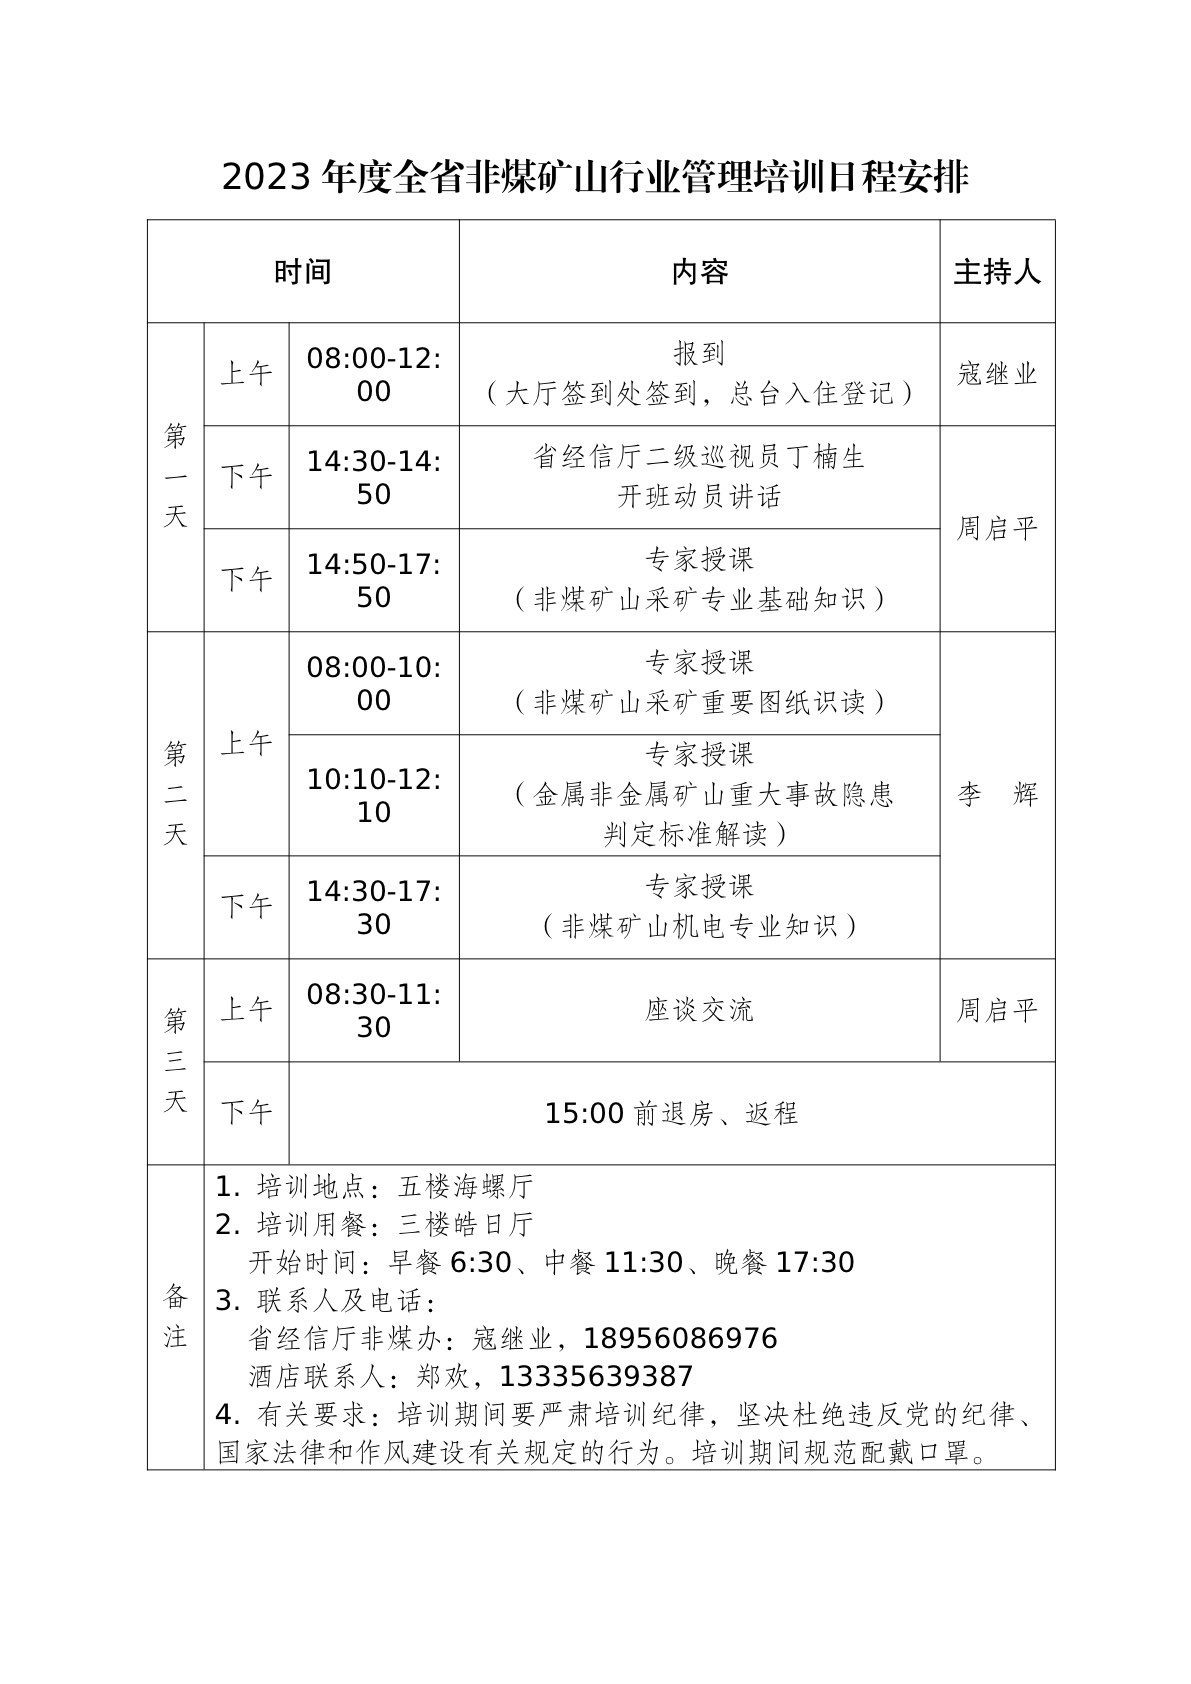 2023 年度全省非煤矿山行业管理培训日程安排
时间
内容
主持人
第
一
天
上午
08:00-12:
00
报到
（大厅签到处签到，总台入住登记）
寇继业
下午
14:30-14:
50
省经信厅二级巡视员丁楠生
开班动员讲话
周启平
下午
14:50-17:
50
专家授课
（非煤矿山采矿专业基础知识）
第
二
天
上午
08:00-10:
00
专家授课
（非煤矿山采矿重要图纸识读）
李　辉
10:10-12:
10
专家授课
（金属非金属矿山重大事故隐患
判定标准解读）
下午
14:30-17:
30
专家授课
（非煤矿山机电专业知识）
第
三
天
上午
08:30-11:
30
座谈交流
周启平
下午
15:00 前退房、返程
备
注
1. 培训地点：五楼海螺厅
2. 培训用餐：三楼皓日厅
开始时间：早餐 6:30、中餐 11:30、晚餐 17:30
3. 联系人及电话：
省经信厅非煤办：寇继业，18956086976
酒店联系人：郑欢，13335639387
4. 有关要求：培训期间要严肃培训纪律，坚决杜绝违反党的纪律、
国家法律和作风建设有关规定的行为。培训期间规范配戴口罩。